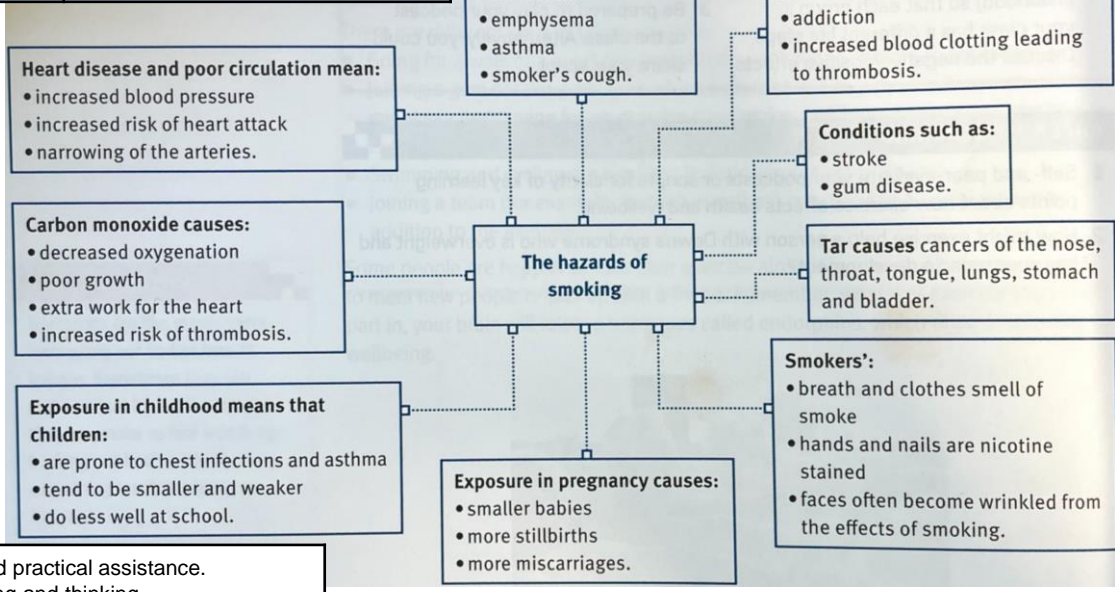 • emphysema
• asthma
• smoker's cough.
• addiction
• increased blood clotting leading
to thrombosis.
Heart disease and poor circulation mean:
• increased blood pressure
• increased risk of heart attack
• narrowing of the arteries.
Conditions such as:
• stroke
• gum disease.
Carbon monoxide causes:
• decreased oxygenation
• poor growth
• extra work for the heart
• increased risk of thrombosis.
The hazards of
smoking
Tar causes cancers of the nose,
throat, tongue, lungs, stomach
and bladder.
Exposure in childhood means that
children:
• are prone to chest infections and asthma
• tend to be smaller and weaker
• do less well at school.
Exposure in pregnancy causes:
• smaller babies
• more stillbirths
• more miscarriages.
Smokers':
• breath and clothes smell of
smoke
• hands and nails are nicotine
stained
• faces often become wrinkled from
the effects of smoking.
d practical assistance.